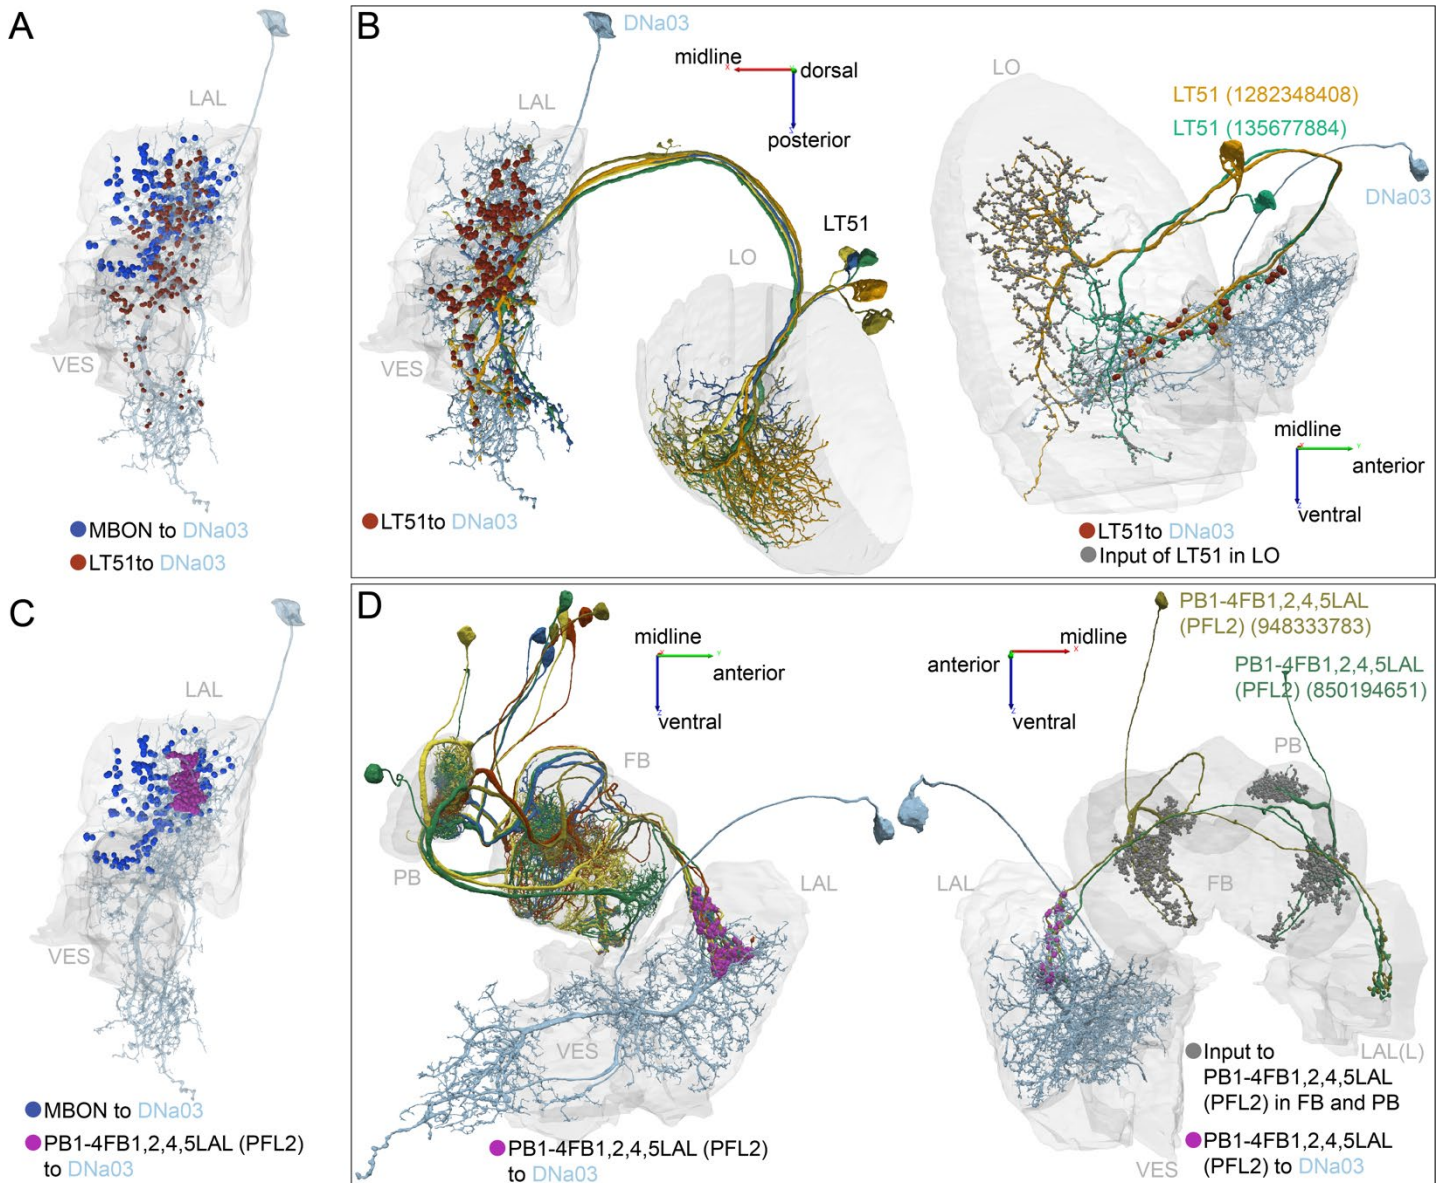 A
LAL
VES
MBON to DNa03
LT51to DNa03
B
DNa03
LAL
midline
X
dorsal
Z
posterior
LT51
LO
VES
LT51to DNa03
LO
LT51 (1282348408)
LT51 (135677884)
DNa03
midline
Y
anterior
Z
ventral
LT51to DNa03
Input of LT51 in LO
C
LAL
VES
MBON to DNa03
PB1-4FB1,2,4,5LAL (PFL2)
to DNa03
D
midline
Y
anterior
Z
ventral
FB
PB
LAL
VES
PB1-4FB1,2,4,5LAL (PFL2)
to DNa03
midline
anterior
X
Z
ventral
PB1-4FB1,2,4,5LAL
(PFL2) (948333783)
PB1-4FB1,2,4,5LAL
(PFL2) (850194651)
PB
LAL
FB
LAL(L)
VES
Input to
PB1-4FB1,2,4,5LAL
(PFL2) in FB and PB
PB1-4FB1,2,4,5LAL
(PFL2) to DNa03